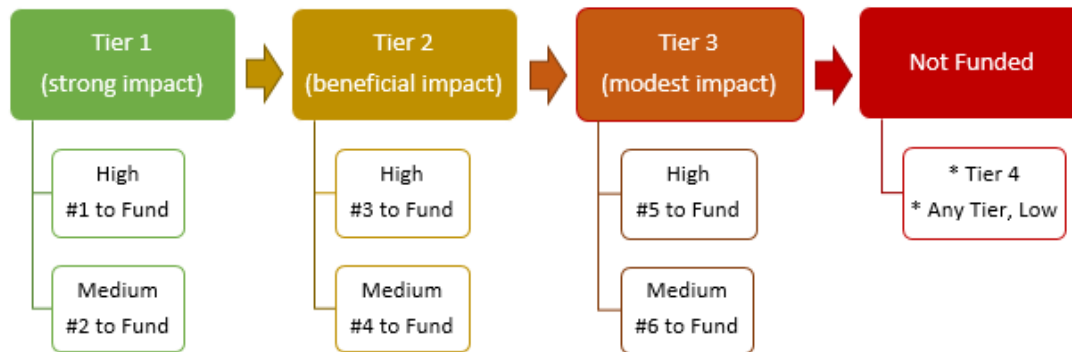 Tier 1
(strong impact)
High
#1 to Fund
Medium
#2 to Fund
Tier 2
(beneficial impact)
High
#3 to Fund
Medium
#4 to Fund
Tier 3
(modest impact)
High
#5 to Fund
Medium
#6 to Fund
Not Funded
* Tier 4
* Any Tier, Low